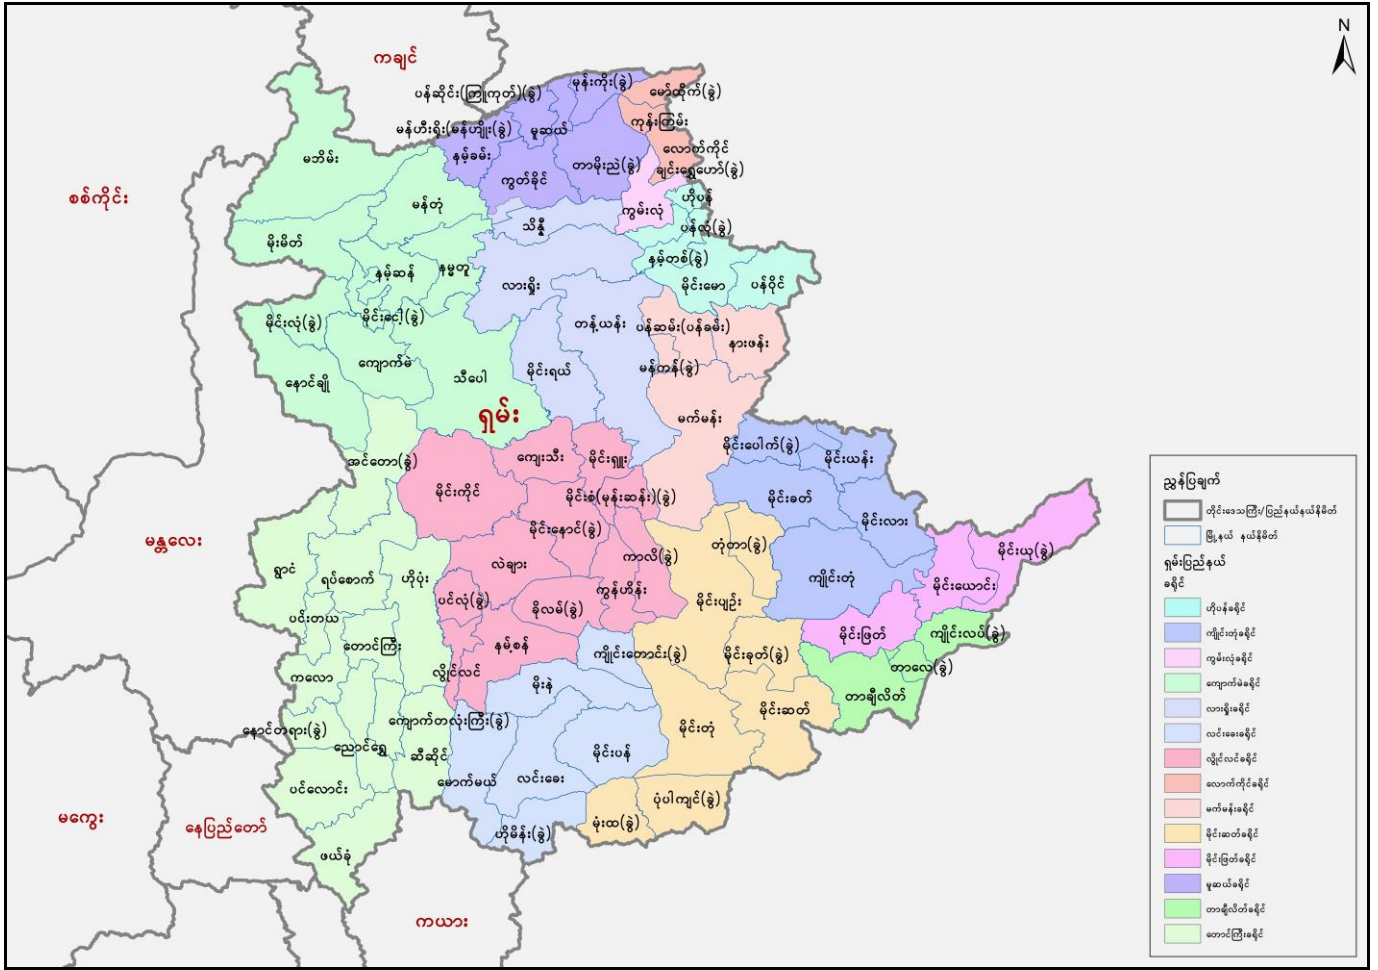 N
ကချင်
မုန်းကိုး(ခွဲ)
မော်ထိုက်(ခွဲ)
ပန်ဆိုင်း(ကြူကုတ်)(ခွဲ)
ကုန်းကြမ်း
မန်ဟီးရိုး(မန်ဟျိုး(ခွဲ)
မူဆယ်
လောက်ကိုင်
မဘိမ်း
နမ့်ခမ်း
တာမိုးညဲ(ခွဲ)
ချင်းရွှေဟော်(ခွဲ)
ကွတ်ခိုင်
စစ်ကိုင်း
မန်တုံ
ဟိုပန်
ကွမ်းလုံ
သိန္နီ
ပန်လုံ(ခွဲ)
မိုးမိတ်
နမ့်ဆန်
နမ္မတူ
နမ့်တစ်(ခွဲ)
လားရှိုး
မိုင်းမော
ပန်ဝိုင်
မိုင်းလုံ(ခွဲ)
မိုင်းငေါ့(ခွဲ)
တန့်ယန်း
ပန်ဆမ်း(ပန်ခမ်း)
နားဖန်း
ကျောက်မဲ
မိုင်းရယ်
မန်ကန်(ခွဲ)
နောင်ချို
သီပေါ
ရှမ်း
မက်မန်း
မိုင်းပေါက်(ခွဲ)
အင်တော(ခွဲ)
ကျေးသီး
မိုင်းရှူး
မိုင်းယန်း
မိုင်းကိုင်
မိုင်းစံ(မုန်းဆန်း)(ခွဲ)
မိုင်းခတ်
မိုင်းလား
မန္တလေး
မိုင်းနောင်(ခွဲ)
တုံတာ(ခွဲ)
မိုင်းယု(ခွဲ)
ရွာငံ
ရပ်စောက်
ဟိုပုံး
လဲချား
ကာလိ(ခွဲ)
ကျိုင်းတုံ
မိုင်းယောင်း
ပင်လုံ(ခွဲ)
ကွန်ဟိန်း
မိုင်းပျဉ်း
ခိုလမ်(ခွဲ)
ပင်းတယ
တောင်ကြီး
နမ့်စန်
ကျိုင်းတောင်း(ခွဲ)
မိုင်းခုတ်(ခွဲ)
မိုင်းဖြတ်
ကျိုင်းလပ်(ခွဲ)
ကလော
လွိုင်လင်
မိုးနဲ
တာလေ(ခွဲ)
တာချီလိတ်
နောင်တရား(ခွဲ)
ကျောက်တလုံးကြီး(ခွဲ)
မိုင်းဆတ်
မိုင်းတုံ
ညောင်ရွှေ
ဆီဆိုင်
မိုင်းပန်
ပင်လောင်း
မောက်မယ်
လင်းခေး
ပုံပါကျင်(ခွဲ)
မကွေး
နေပြည်တော်
ဟိုမိန်း(ခွဲ)
မုံးထ(ခွဲ)
ဖယ်ခုံ
ကယား
ညွှန်ပြချက်
တိုင်းဒေသကြီး/ပြည်နယ်နယ်နိမိတ်
မြို့နယ် နယ်နိမိတ်
ရှမ်းပြည်နယ်
ခရိုင်
ဟိုပန်ခရိုင်
ကျိုင်းတုံခရိုင်
ကွမ်းလုံခရိုင်
ကျောက်မဲခရိုင်
လားရှိုးခရိုင်
လင်းခေးခရိုင်
လွိုင်လင်ခရိုင်
လောက်ကိုင်ခရိုင်
မက်မန်းခရိုင်
မိုင်းဆတ်ခရိုင်
မိုင်းဖြတ်ခရိုင်
မူဆယ်ခရိုင်
တာချီလိတ်ခရိုင်
တောင်ကြီးခရိုင်